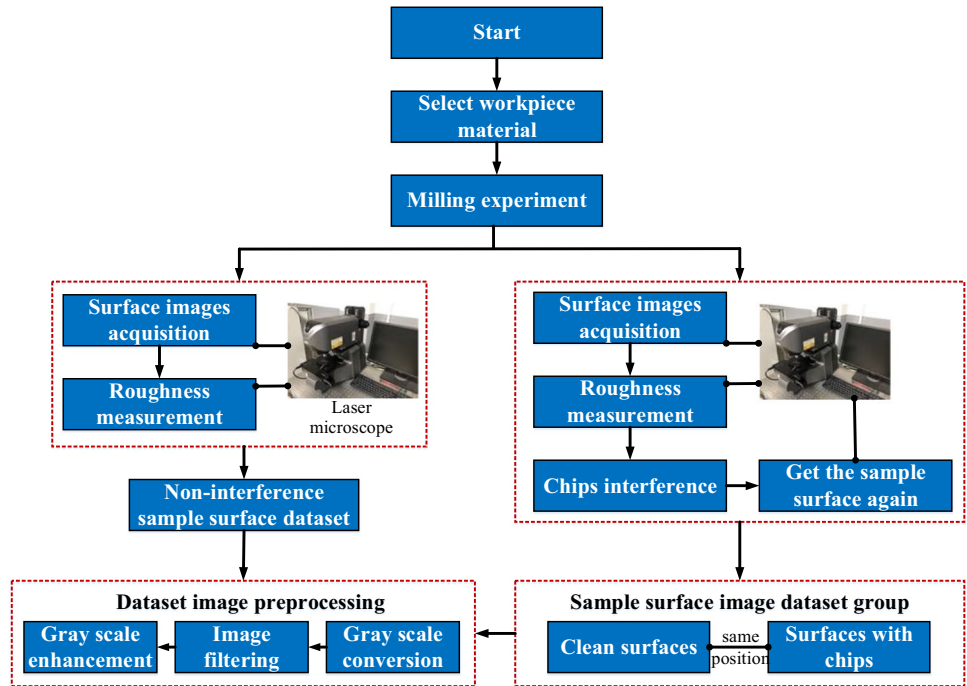 Start
Select workpiece
material
Milling experiment
Surface images
acquisition
Roughness
measurement
Laser
microscope
Non-interference
sample surface dataset
Surface images
acquisition
Roughness
measurement
Chips interference
Get the sample
surface again
Dataset image preprocessing
Gray scale
enhancement
Image
filtering
Gray scale
conversion
Sample surface image dataset group
Clean surfaces
same
position
Surfaces with
chips